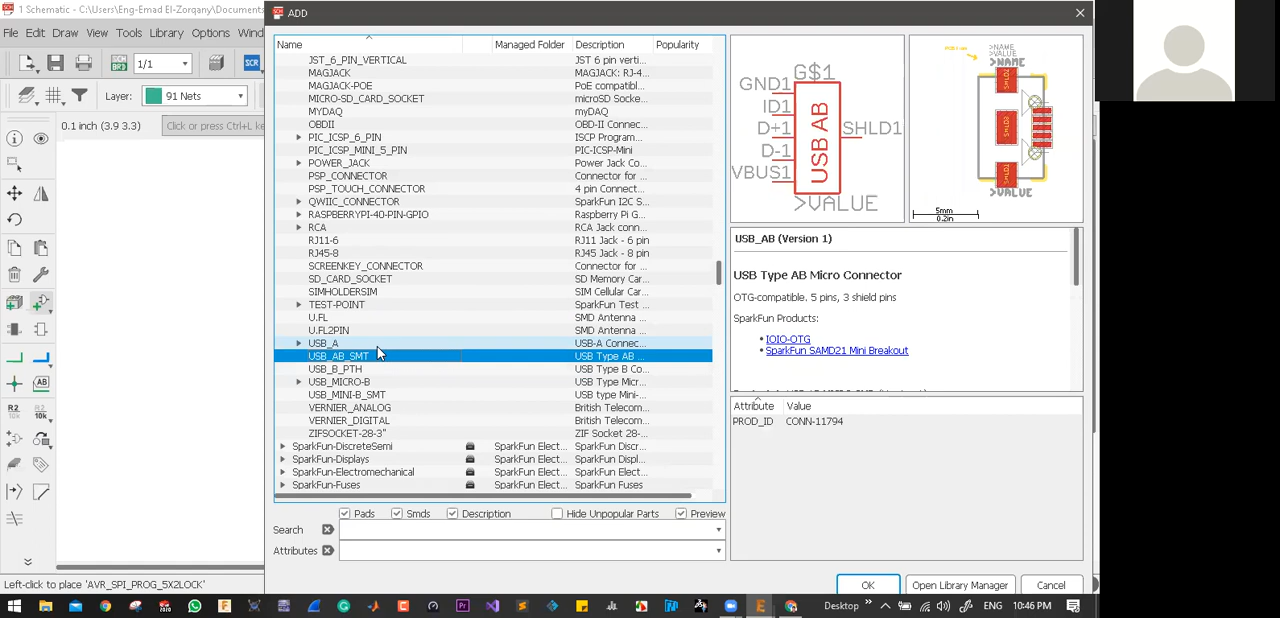 1 Schematic - C:\Users\Eng-Emad El-Zorqany\Documents
File Edit Draw View Tools Library Options Wind
1/1
SCR
Layer: 91 Nets
0.1 inch (3.9 3.3)
Click or press Ctrl+L ke
Left-click to place 'AVR_SPI_PROG_5X2LOCK'
ADD
Name Managed Folder Description Popularity
JST_6_PIN_VERTICAL JST 6 pin verti...
MAGJACK MAGJACK: RJ-4...
MAGJACK-POE PoE compatibl...
MICRO-SD_CARD_SOCKET microSD Socke...
MYDAQ myDAQ
OBDII OBD-II Connec...
PIC_ICSP_6_PIN ISCP Program...
PIC_ICSP_MINI_5_PIN PIC-ICSP-Mini
POWER_JACK Power Jack Co...
PSP_CONNECTOR Connector for ...
PSP_TOUCH_CONNECTOR 4 pin Connect...
QWIIC_CONNECTOR SparkFun I2C S...
RASPBERRYPI-40-PIN-GPIO Raspberry Pi G...
RCA RCA Jack conn...
RJ11-6 RJ11 Jack - 6 pin
RJ45-8 RJ45 Jack - 8 pin
SCREENKEY_CONNECTOR Connector for ...
SD_CARD_SOCKET SD Memory Car...
SIMHOLDERSIM SIM Cellular Car...
TEST-POINT SparkFun Test ...
U.FL SMD Antenna ...
U.FL2PIN SMD Antenna ...
USB_A USB-A Connec...
USB_AB_SMT USB Type AB ...
USB_B_PTH USB Type B Co...
USB_MICRO-B USB Type Micr...
USB_MINI-B_SMT USB type Mini-...
VERNIER_ANALOG British Telecom...
VERNIER_DIGITAL British Telecom...
ZIFSOCKET-28-3" ZIF Socket 28-...
SparkFun-DiscreteSemi SparkFun Elect... SparkFun Discr...
SparkFun-Displays SparkFun Elect... SparkFun Displ...
SparkFun-Electromechanical SparkFun Elect... SparkFun Elect...
SparkFun-Fuses SparkFun Elect... SparkFun Fuses
Pads Smds Description Hide Unpopular Parts Preview
Search
Attributes
G$1
GND1
ID1
D+1
D-1
VBUS1
USB AB
SHLD1
>VALUE
>NAME
>VALUE
>NAME
>VALUE
5mm
0.2in
USB_AB (Version 1)
USB Type AB Micro Connector
OTG-compatible. 5 pins, 3 shield pins
SparkFun Products:
• IOIO-OTG
• SparkFun SAMD21 Mini Breakout
Attribute Value
PROD_ID CONN-11794
OK Open Library Manager Cancel
Desktop ENG 10:46 PM